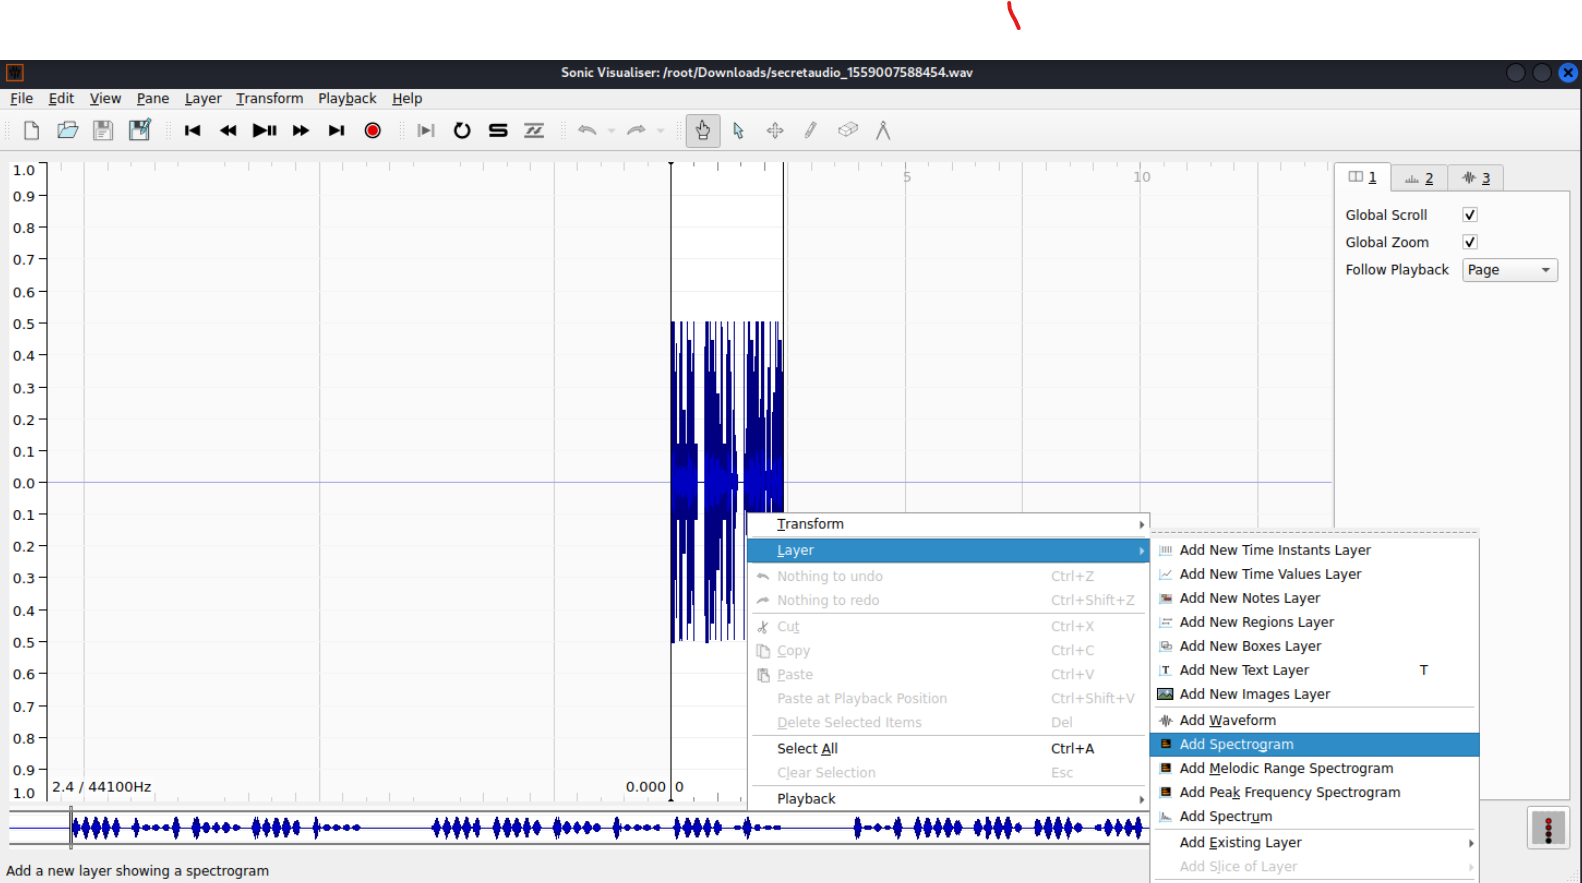 Sonic Visualiser: /root/Downloads/secretaudio_1559007588454.wav
File Edit View Pane Layer Transform Playback Help
1.0
0.9
0.8
0.7
0.6
0.5
0.4
0.3
0.2
0.1
0.0
0.1
0.2
0.3
0.4
0.5
0.6
0.7
0.8
0.9
1.0
5 10
2.4 / 44100Hz
0.000 0
1 2 3
Global Scroll
Global Zoom
Follow Playback Page
Transform
Layer
Nothing to undo Ctrl+Z
Nothing to redo Ctrl+Shift+Z
Cut Ctrl+X
Copy Ctrl+C
Paste Ctrl+V
Paste at Playback Position Ctrl+Shift+V
Delete Selected Items Del
Select All Ctrl+A
Clear Selection Esc
Playback
Add New Time Instants Layer
Add New Time Values Layer
Add New Notes Layer
Add New Regions Layer
Add New Boxes Layer
Add New Text Layer T
Add New Images Layer
Add Waveform
Add Spectrogram
Add Melodic Range Spectrogram
Add Peak Frequency Spectrogram
Add Spectrum
Add Existing Layer
Add Slice of Layer
Add a new layer showing a spectrogram